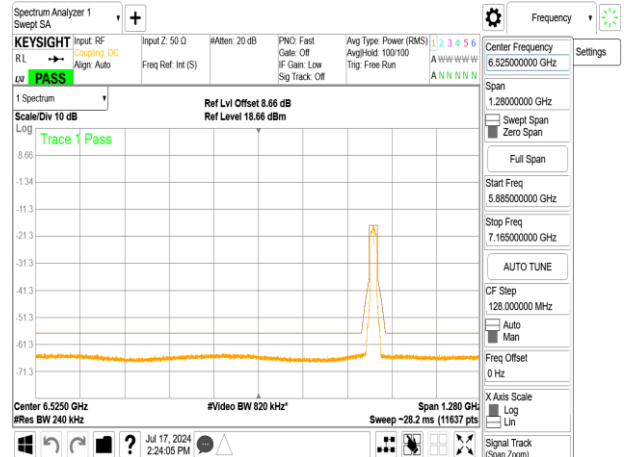 Spectrum Analyzer 1
Swept SA
+
Frequency
KEYSIGHT
RL
PASS
Input: RF
Coupling: DC
Align: Auto
Input Z: 50 Ω
Freq Ref: Int (S)
#Atten: 20 dB
PNO: Fast
Gate: Off
IF Gain: Low
Sig Track: Off
Avg Type: Power (RMS)
Avg|Hold: 100/100
Trig: Free Run
1 2 3 4 5 6
A W W W W W
A N N N N N
Center Frequency
6.525000000 GHz
Settings
Span
1.28000000 GHz
Swept Span
Zero Span
Full Span
Start Freq
5.885000000 GHz
Stop Freq
7.165000000 GHz
AUTO TUNE
CF Step
128.000000 MHz
Auto
Man
Freq Offset
0 Hz
X Axis Scale
Log
Lin
Signal Track
(Span Zoom)
1 Spectrum
Scale/Div 10 dB
Ref Lvl Offset 8.66 dB
Ref Level 18.66 dBm
Log
Trace 1 Pass
8.66
-1.34
-11.3
-21.3
-31.3
-41.3
-51.3
-61.3
-71.3
Center 6.5250 GHz
#Res BW 240 kHz
#Video BW 820 kHz*
Span 1.280 GHz
Sweep ~28.2 ms (11637 pts
?
Jul 17, 2024
2:24:05 PM